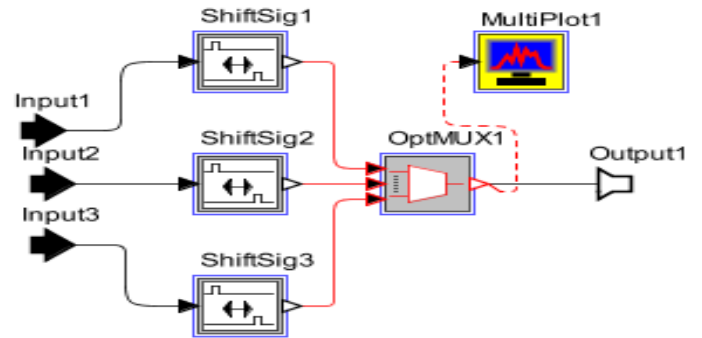 ShiftSig1
MultiPlot1
Input1
ShiftSig2
OptMUX1
Input2
Output1
Input3
ShiftSig3